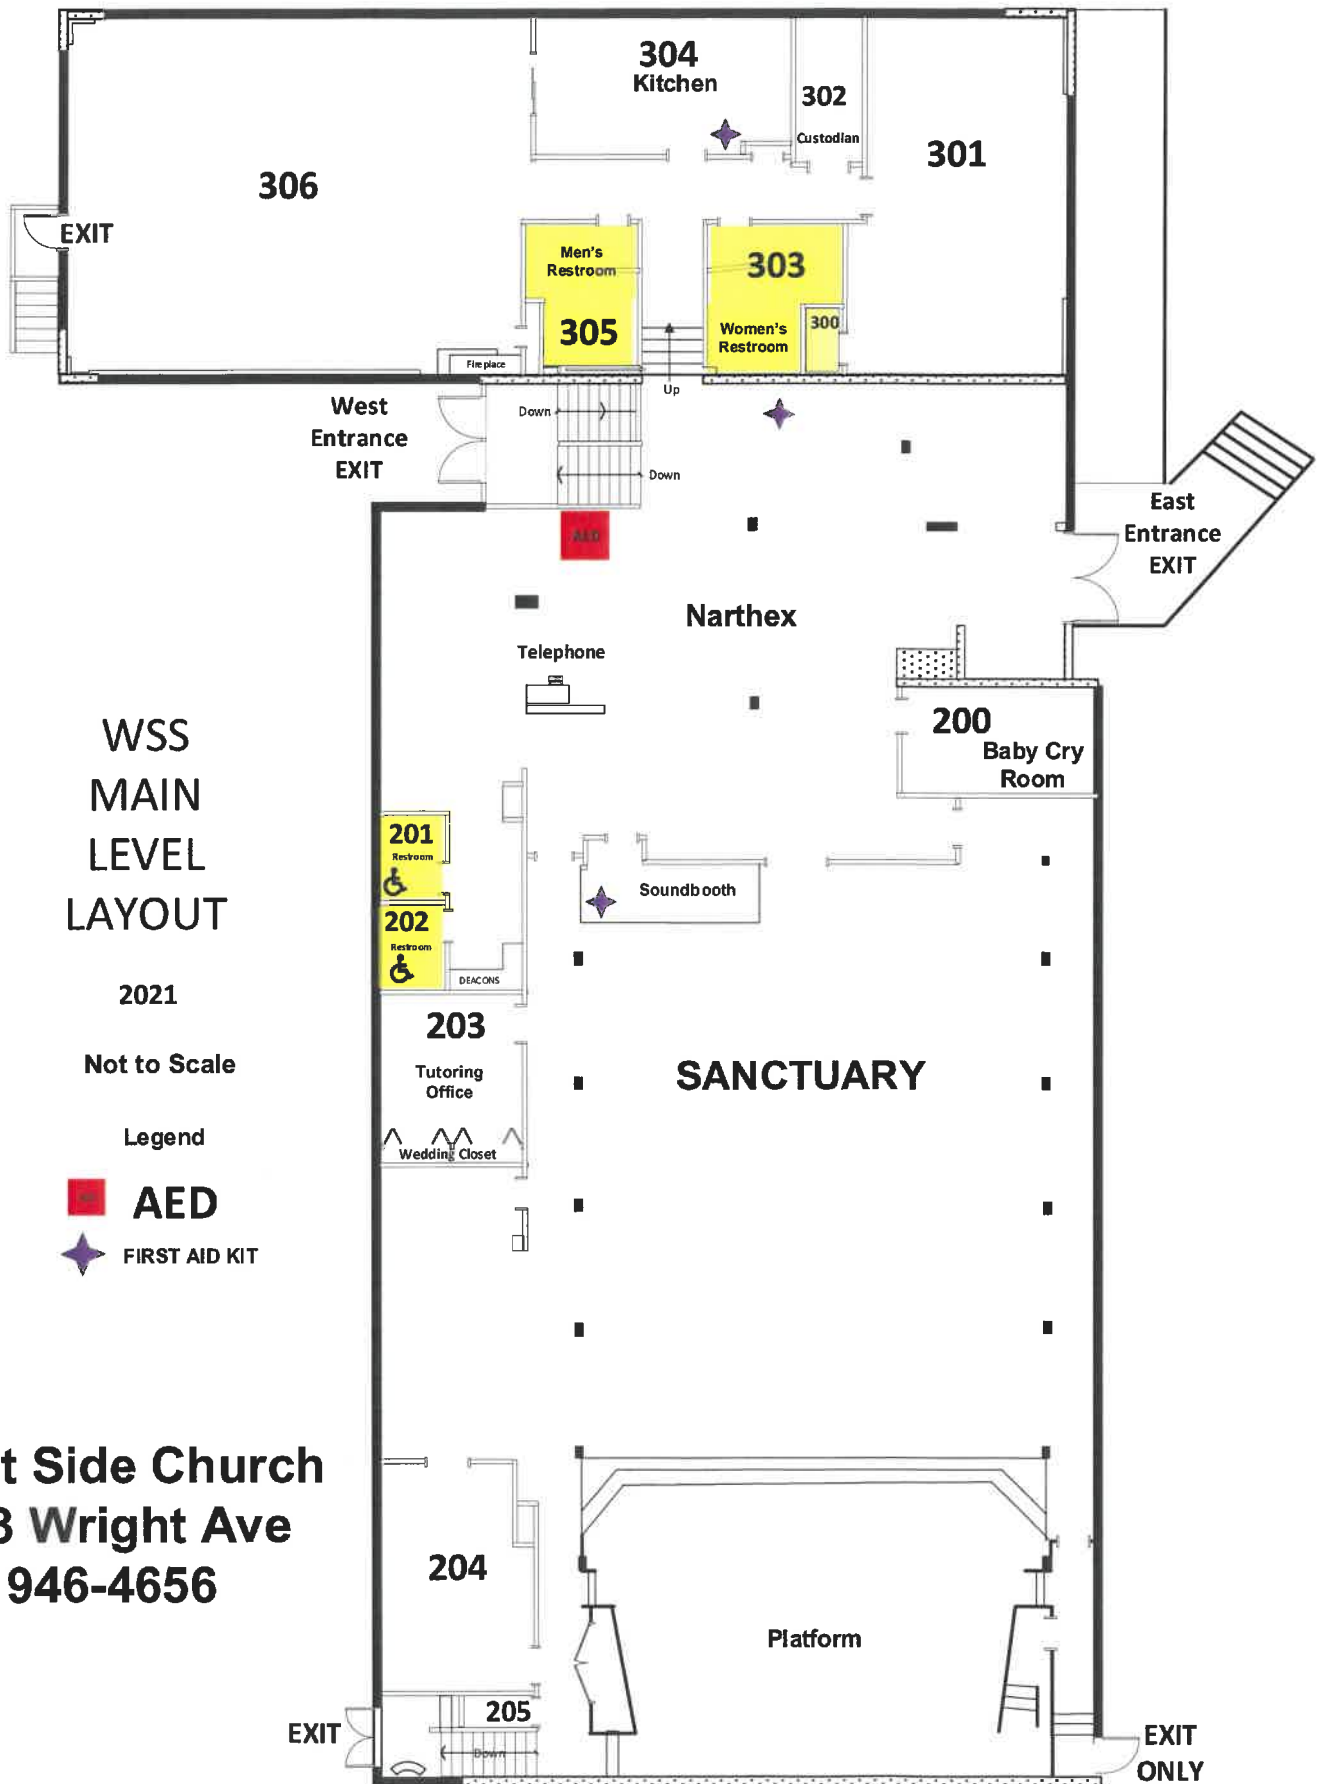 304
Kitchen
302
Custodian
301
306
EXIT
Men's
Restroom
305
303
Women's
Restroom
300
Fireplace
Up
West
Entrance
EXIT
Down
Down
AED
East
Entrance
EXIT
Narthex
Telephone
200
Baby Cry
Room
WSS
MAIN
LEVEL
LAYOUT
2021
Not to Scale
Legend
AED
FIRST AID KIT
201
Restroom
202
Restroom
DEACONS
Soundbooth
203
Tutoring
Office
Wedding Closet
SANCTUARY
t Side Church
3 Wright Ave
946-4656
204
Platform
205
Down
EXIT
EXIT
ONLY